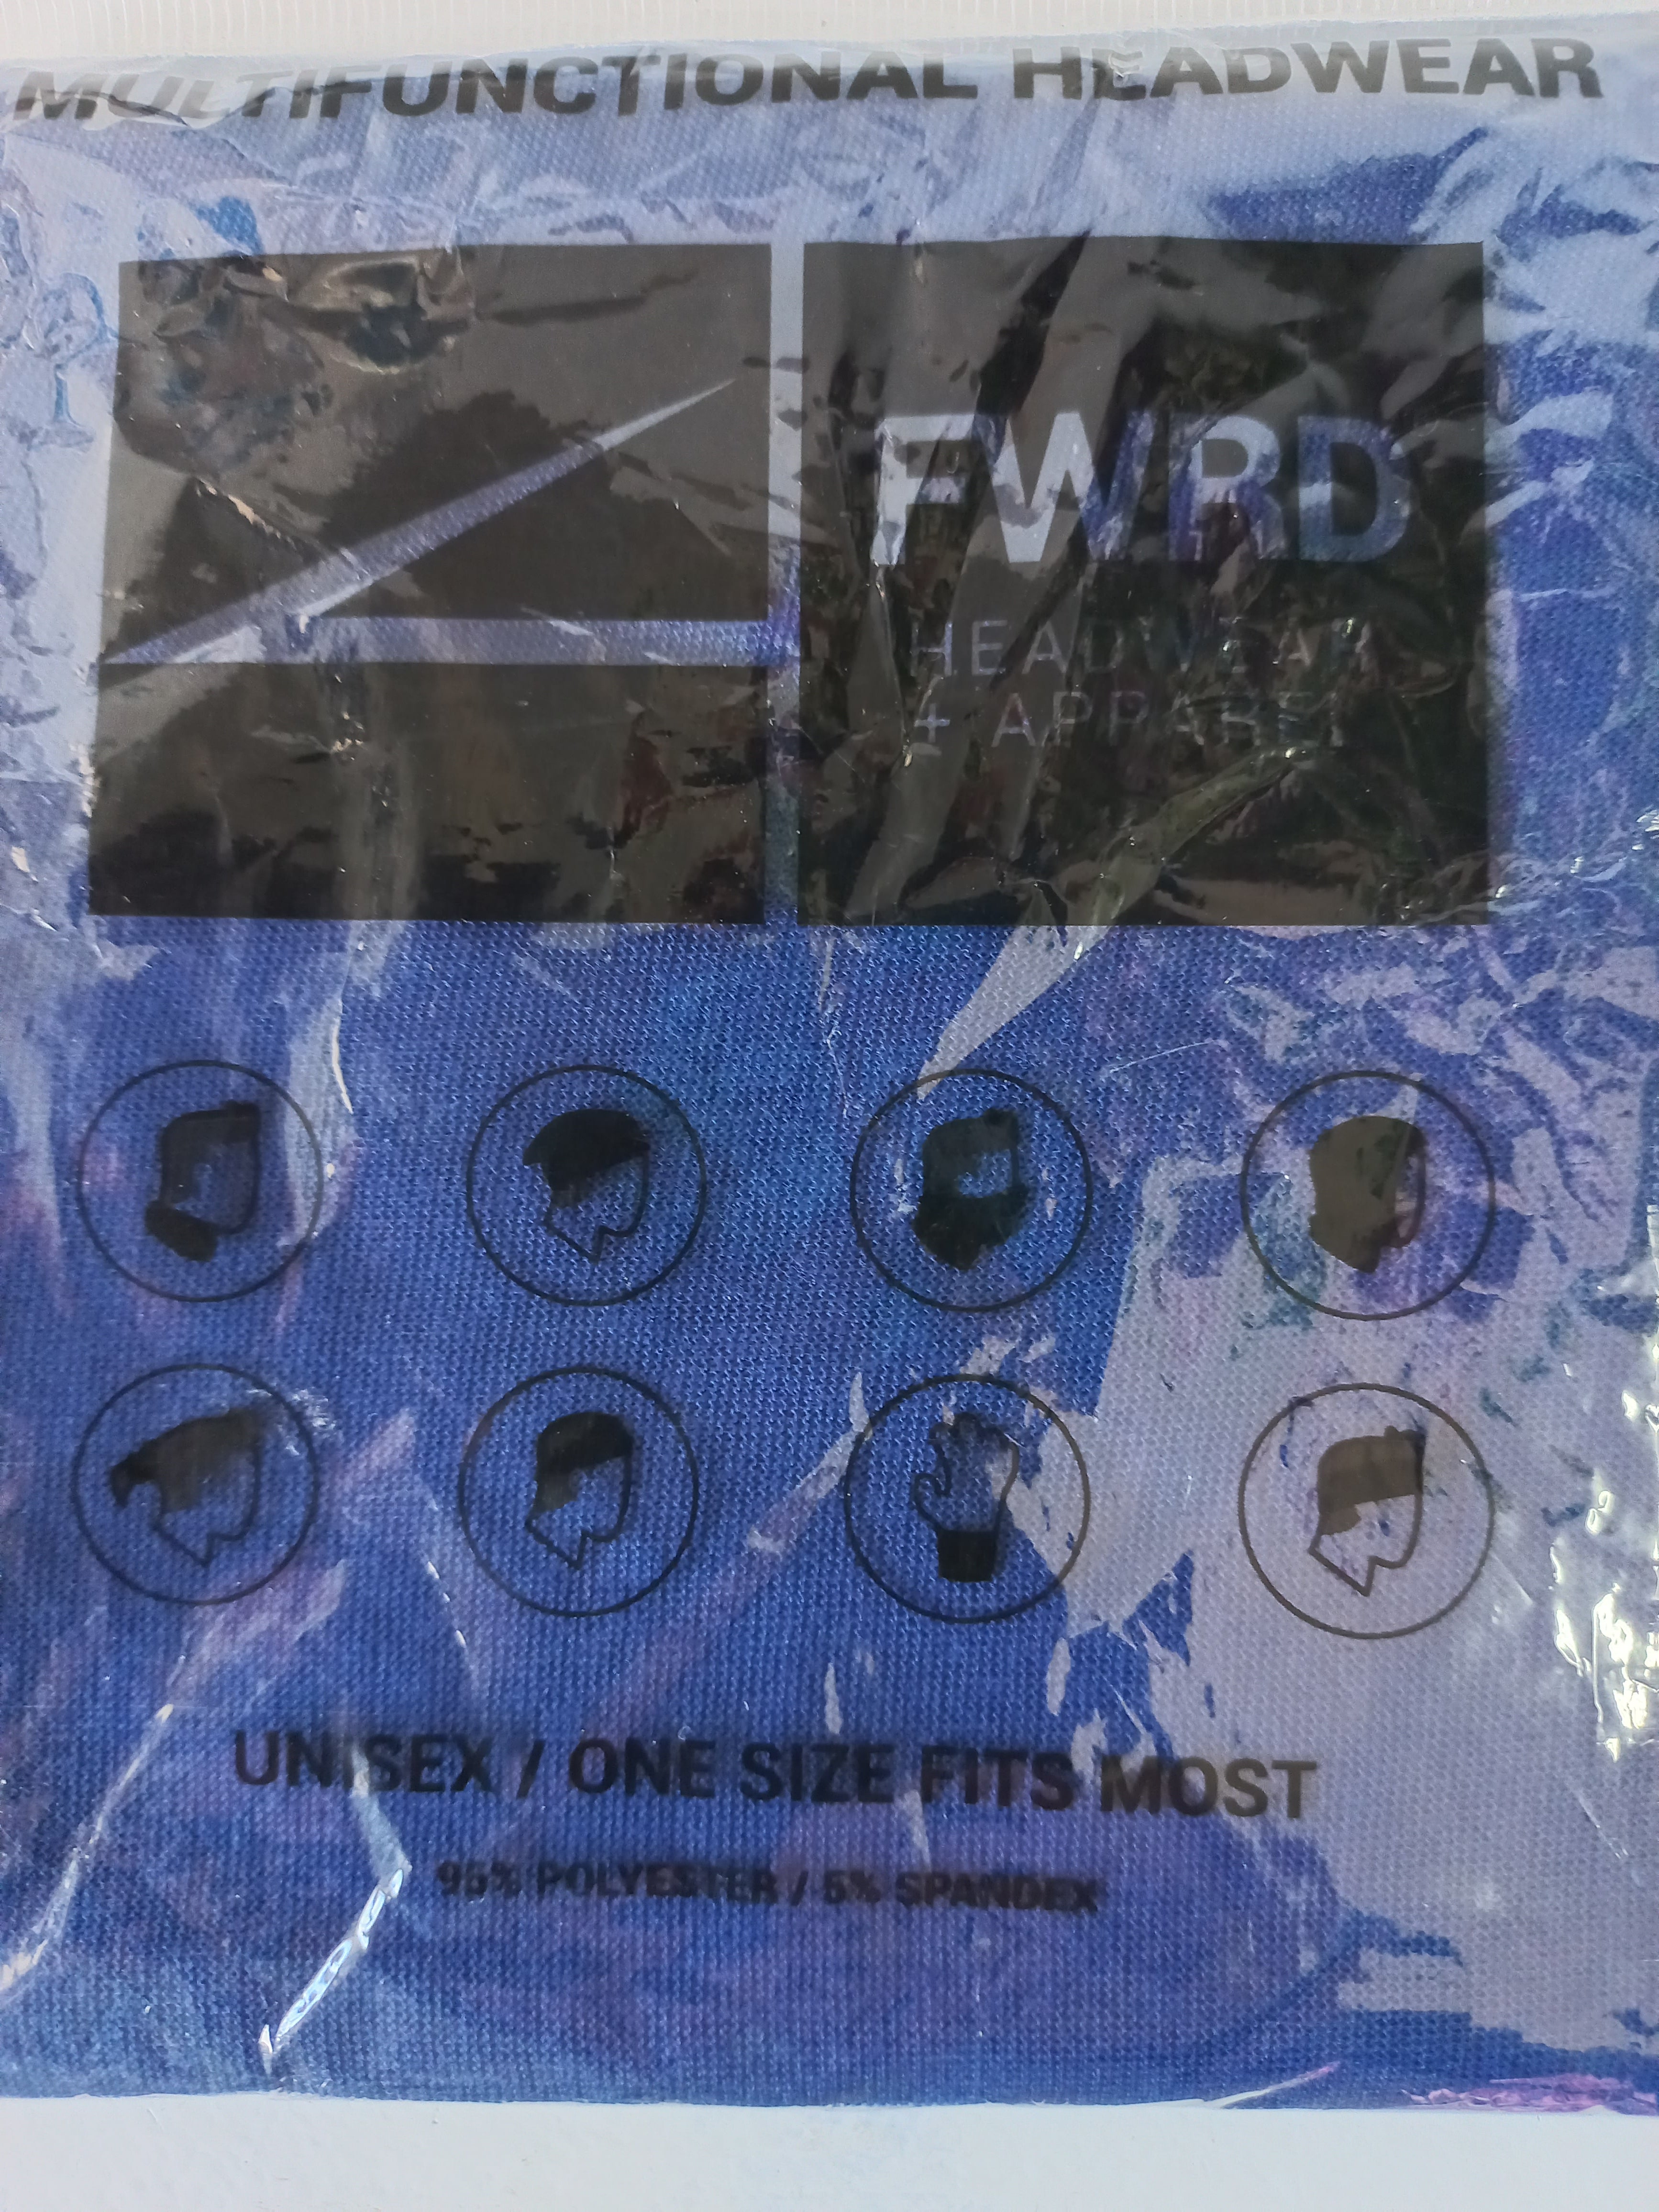 MULTIFUNCTIONAL HEADWEAR
FWRD
HEADWEAR
+ APPAREL
UNISEX / ONE SIZE FITS MOST
95% POLYESTER / 5% SPANDEX